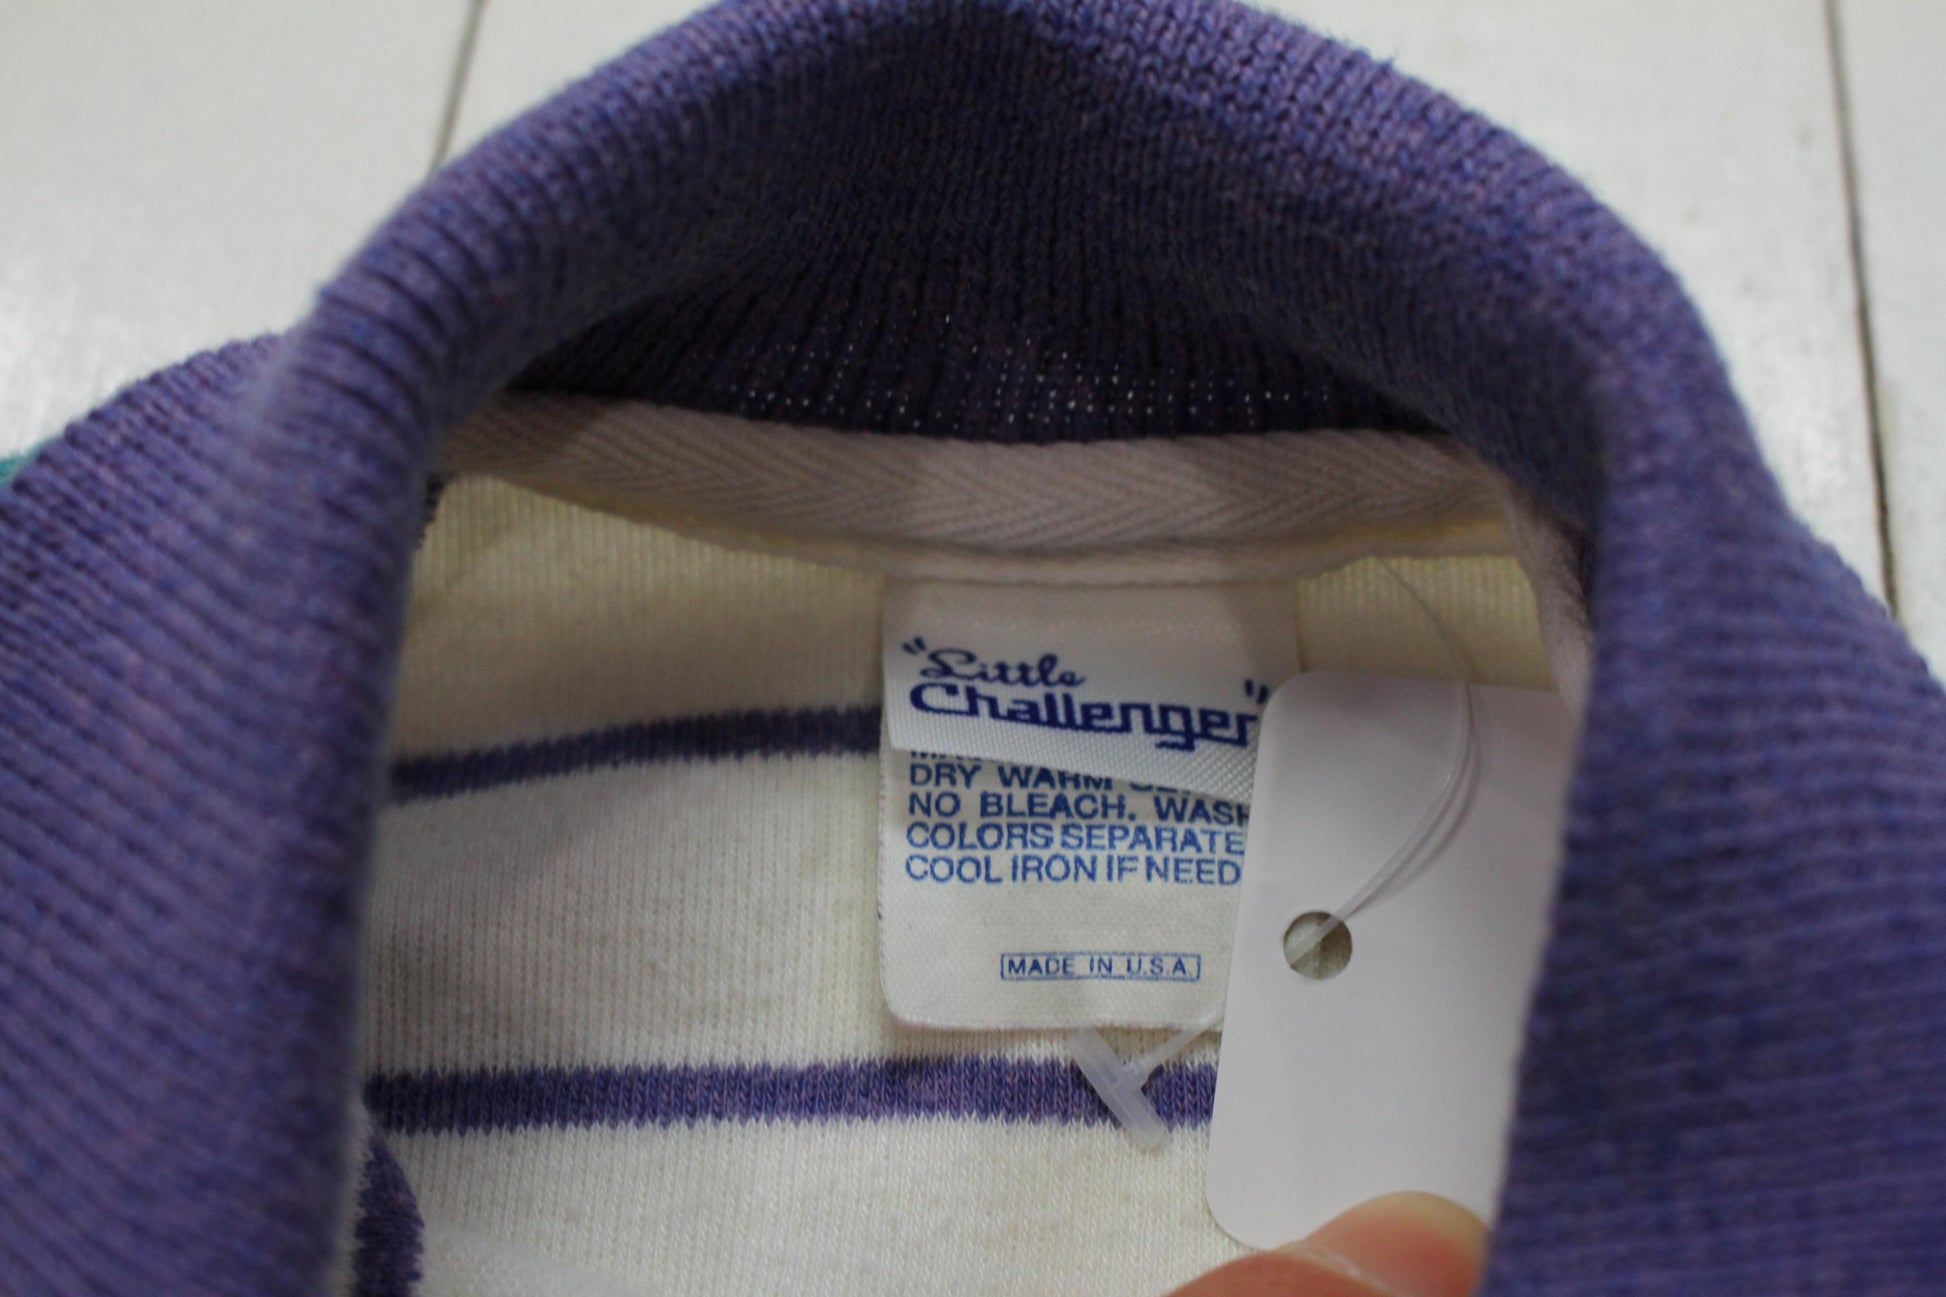 "Little
Challenger"
DRY WARM
NO BLEACH. WASH
COLORS SEPARATE
COOL IRON IF NEED
MADE IN U.S.A.